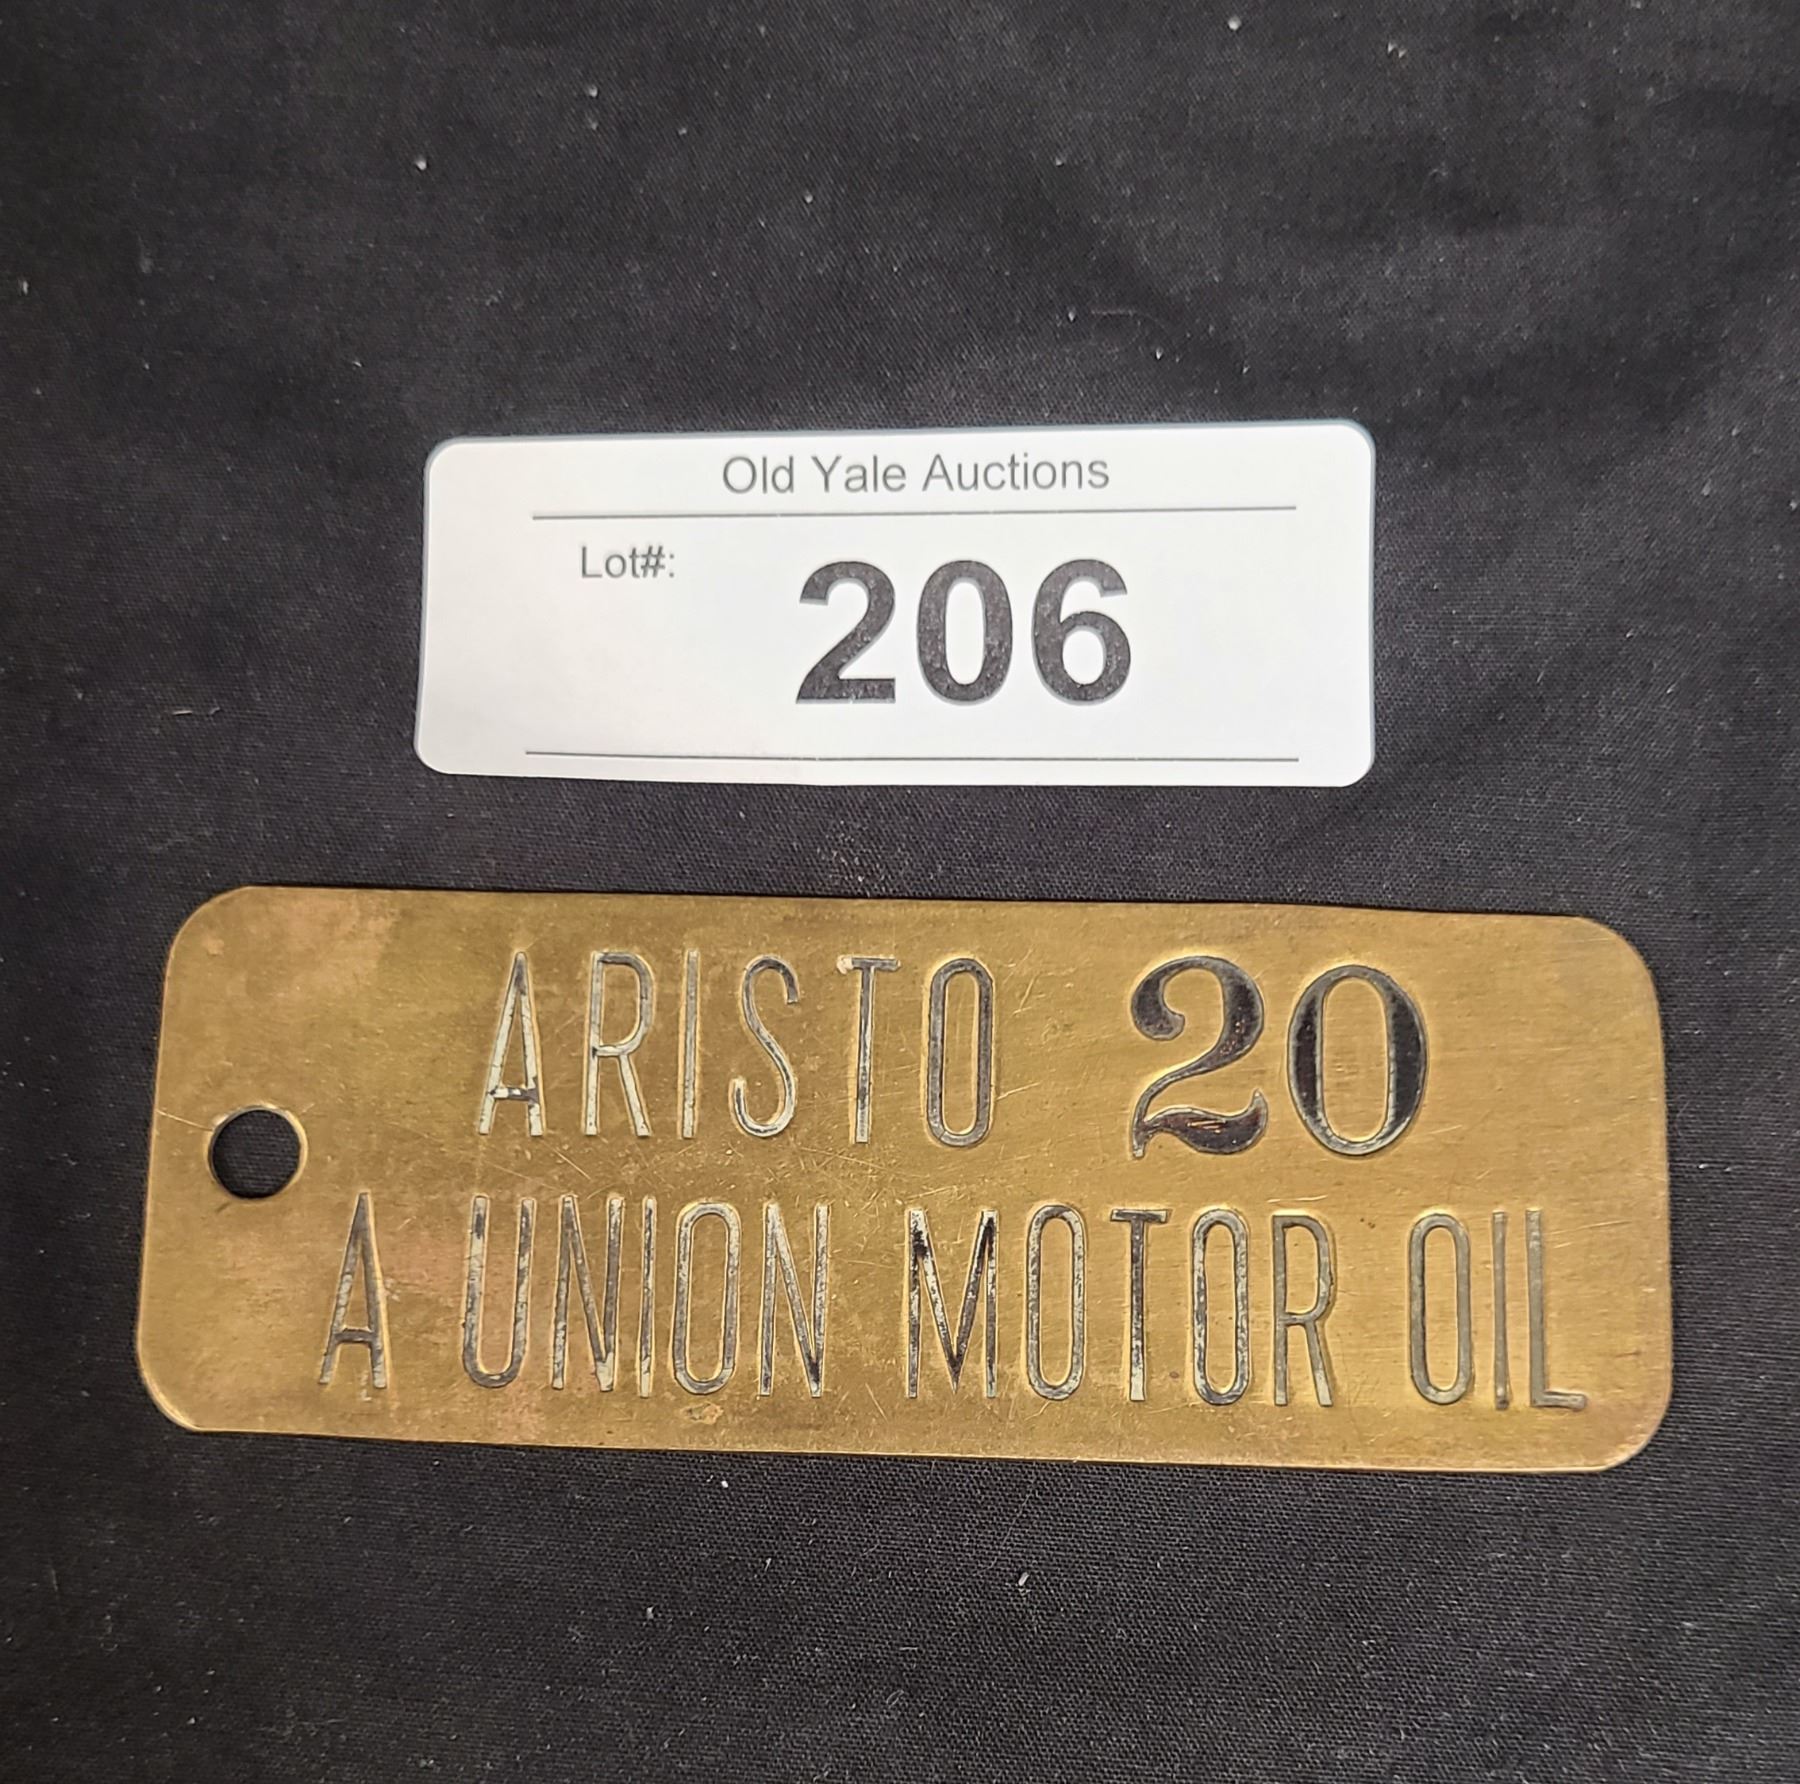 Old Yale Auctions
Lot#: 206
ARISTO 20
A UNION MOTOR OIL